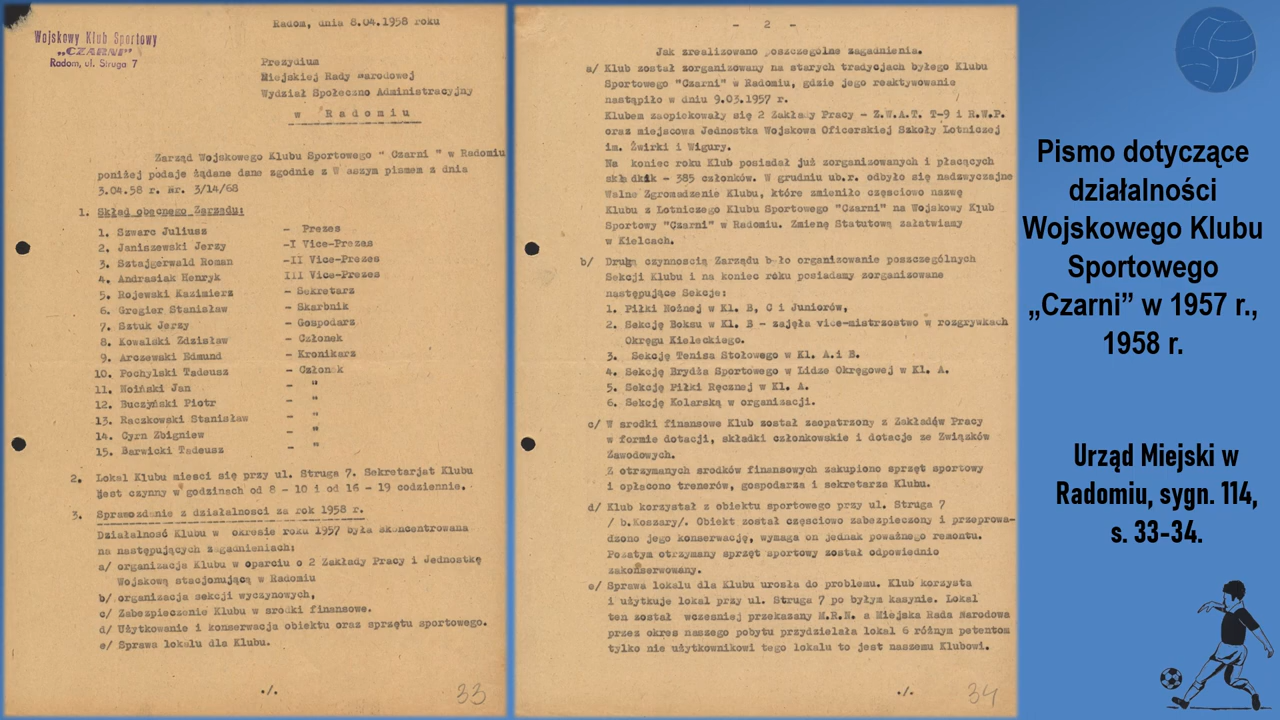 Wojskowy Klub Sportowy
„CZARNI”
Radom, ul. Struga 7
Radom, dnia 8.04.1958 roku
Prezydium
Miejskiej Rady Narodowej
Wydział Społeczno Administracyjny
w Radomiu
Zarząd Wojskowego Klubu Sportowego " Czarni " w Radomiu
poniżej podaje żądane dane zgodnie z W aszym pismem z dnia
3.04.58 r. Nr. 3/14/68
1. Skład obecnego Zarządu:
1. Szwarc Juliusz - Prezes
2. Janiszewski Jerzy -I Vice-Prezes
3. Sztajgerwald Roman -II Vice-Prezes
4. Andrasiak Henryk III Vice-Prezes
5. Rojewski Kazimierz - Sekretarz
6. Gregier Stanisław - Skarbnik
7. Sztuk Jerzy - Gospodarz
8. Kowalski Zdzisław - Członek
9. Arczewski Edmund - Kronikarz
10. Pochylski Tadeusz - Członek
11. Woiński Jan - "
12. Buczyński Piotr - "
13. Raczkowski Stanisław - "
14. Cyrn Zbigniew - "
15. Barwicki Tadeusz - "
2. Lokal Klubu mieści się przy ul. Struga 7. Sekretarjat Klubu
jest czynny w godzinach od 8 - 10 i od 16 - 19 codziennie.
3. Sprawozdanie z działalności za rok 1958 r.
Działalność Klubu w okresie roku 1957 była skoncentrowana
na następujących zagadnieniach:
a/ organizacja Klubu w oparciu o 2 Zakłady Pracy i Jednostkę
Wojskową stacjonującą w Radomiu
b/ organizacja sekcji wyczynowych,
c/ Zabezpieczenie Klubu w srodki finansowe.
d/ Użytkowanie i konserwacja obiektu oraz sprzętu sportowego.
e/ Sprawa lokalu dla Klubu.
./.
33
- 2 -
Jak zrealizowano poszczególne zagadnienia.
a/ Klub został zorganizowany na starych tradycjach byłego Klubu
Sportowego "Czarni" w Radomiu, gdzie jego reaktywowanie
nastąpiło w dniu 9.03.1957 r.
Klubem zaopiekowały się 2 Zakłady Pracy - Z.W.A.T. T-9 i H.W.P.
oraz miejscowa Jednostka Wojskowa Oficerskiej Szkoły Lotniczej
im. Żwirki i Wigury.
Na koniec roku Klub posiadał już zorganizowanych i płacących
składkik - 385 członków. W grudniu ub.r. odbyło się nadzwyczajne
Walne Zgromadzenie Klubu, które zmieniło częsciowo nazwę
Klubu z Lotniczego Klubu Sportowego "Czarni" na Wojskowy Klub
Sportowy "Czarni" w Radomiu. Zmianę Statutową załatwiamy
w Kielcach.
b/ Drugą czynnoscią Zarządu było organizowanie poszczególnych
Sekcji Klubu i na koniec roku posiadamy zorganizowane
następujące Sekcje:
1. Piłki Nożnej w Kl. B, C i Juniorów,
2. Sekcję Boksu w Kl. B - zajęła vice-mistrzostwo w rozgrywkach
Okręgu Kieleckiego.
3. Sekcję Tenisa Stołowego w Kl. A.i B.
4. Sekcję Brydża Sportowego w Lidze Okręgowej w Kl. A.
5. Sekcję Piłki Ręcznej w Kl. A.
6. Sekcję Kolarską w organizacji.
c/ W srodki finansowe Klub został zaopatrzony z Zakładów Pracy
w formie dotacji, składki członkowskie i dotacje ze Związków
Zawodowych.
Z otrzymanych srodków finansowych zakupiono sprzęt sportowy
i opłacono trenerów, gospodarza i sekretarza Klubu.
d/ Klub korzystał z obiektu sportowego przy ul. Struga 7
/ b.Koszary/. Obiekt został częsciowo zabezpieczony i przeprowa-
dzono jego konserwację, wymaga on jednak poważnego remontu.
Pozatym otrzymany sprzęt sportowy został odpowiednio
zakonserwowany.
e/ Sprawa lokalu dla Klubu urosła do problemu. Klub korzysta
i użytkuje lokal przy ul. Struga 7 po byłym kasynie. Lokal
ten został wczesniej przekazany M.R.N. a Miejska Rada Narodowa
przez okres naszego pobytu przydzielała lokal 6 różnym petentom
tylko nie użytkownikowi tego lokalu to jest naszemu Klubowi.
./.
34
Pismo dotyczące
działalności
Wojskowego Klubu
Sportowego
„Czarni” w 1957 r.,
1958 r.
Urząd Miejski w
Radomiu, sygn. 114,
s. 33-34.